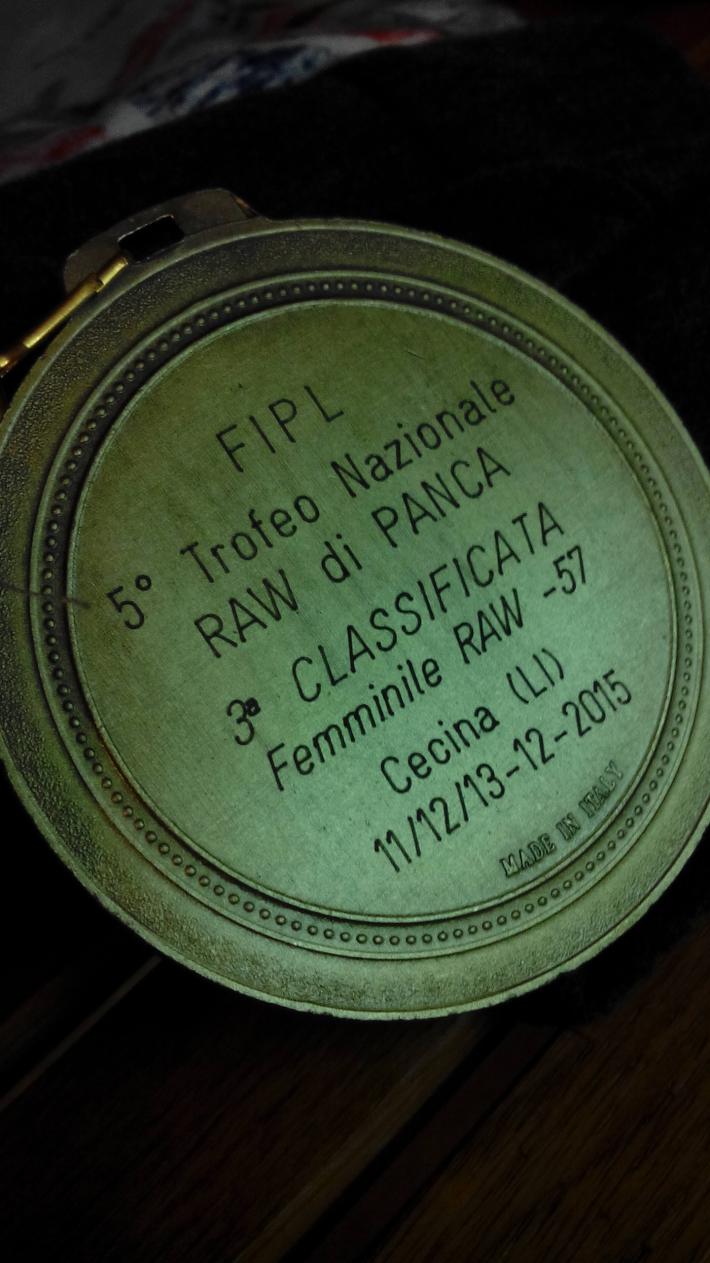 FIPL
5° Trofeo Nazionale
RAW di PANCA
3ª CLASSIFICATA
Femminile RAW -57
Cecina (LI)
11/12/13-12-2015
MADE IN ITALY